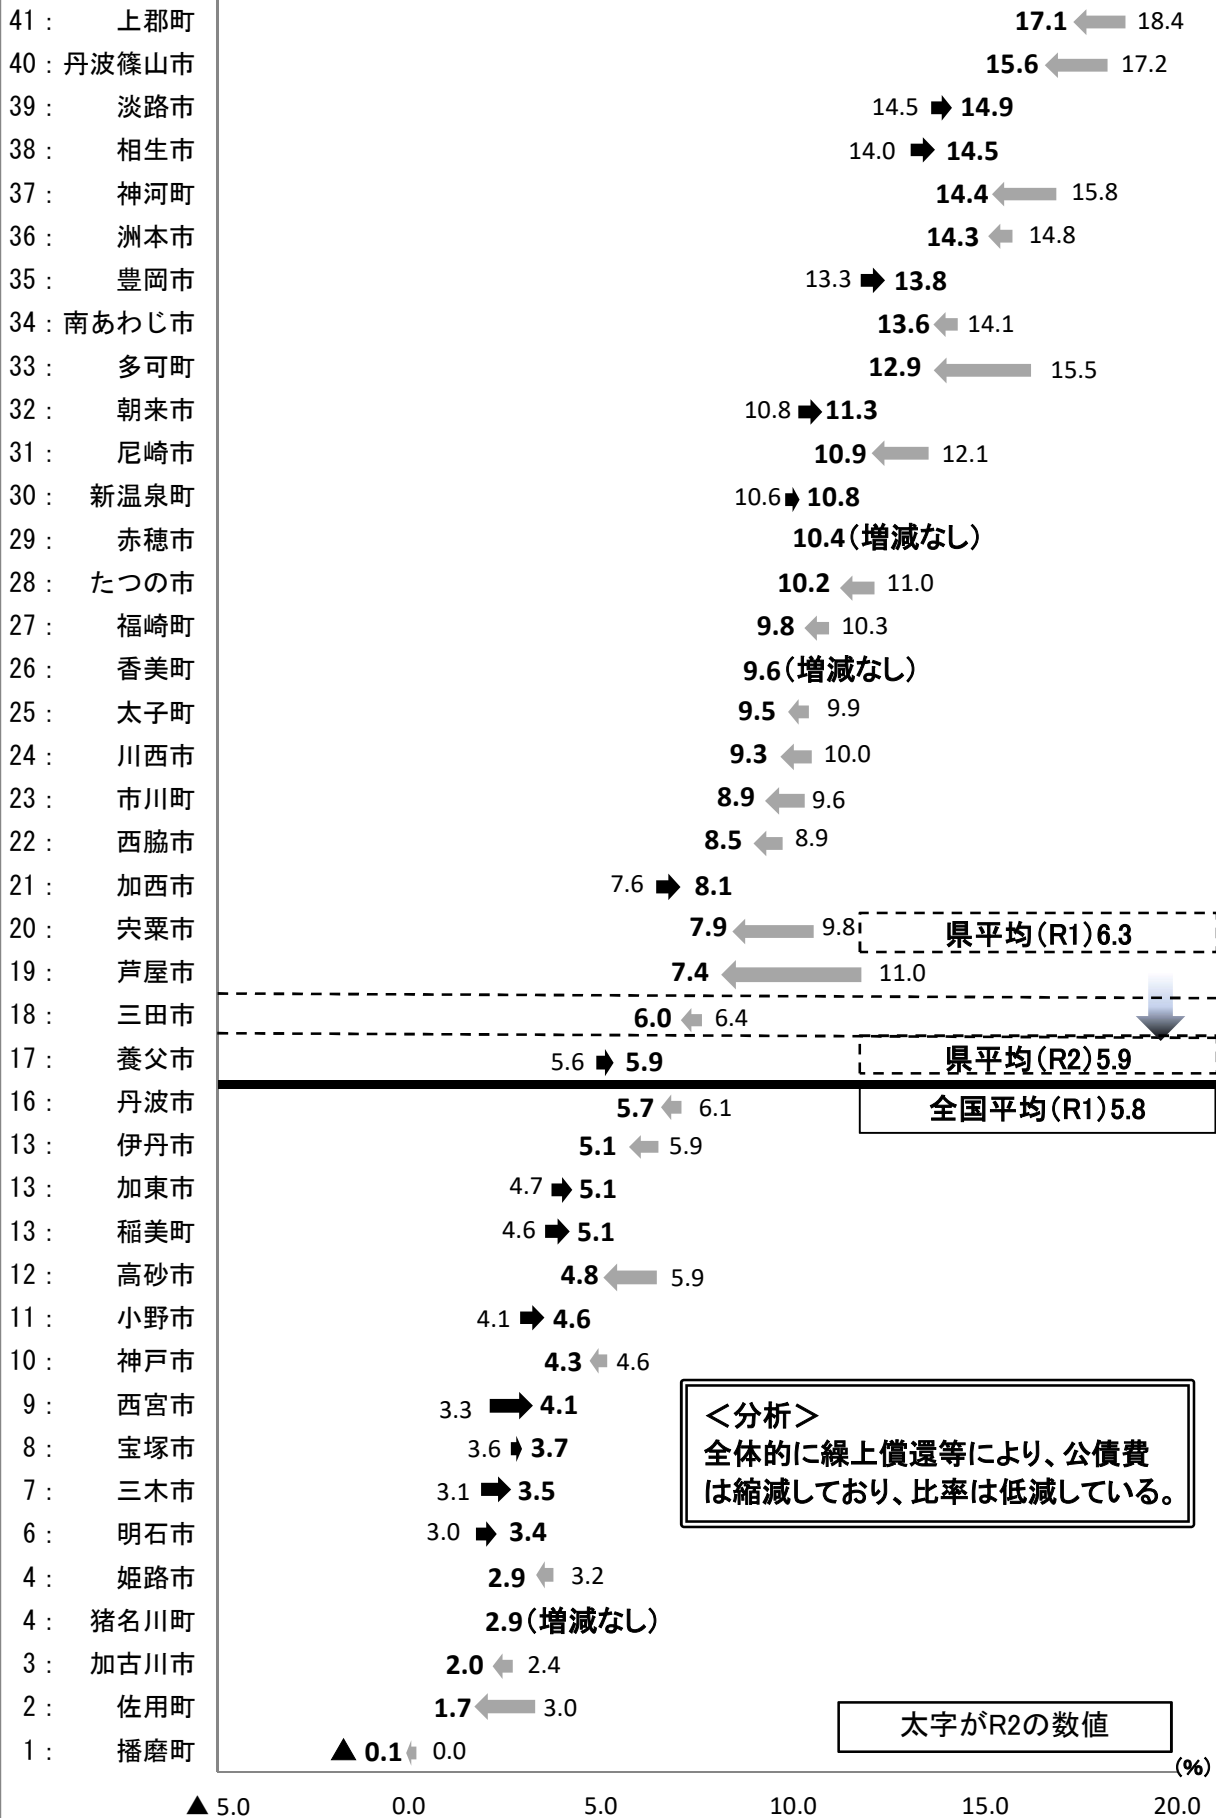 41： 上郡町 17.1 18.4
40：丹波篠山市 15.6 17.2
39： 淡路市 14.5 14.9
38： 相生市 14.0 14.5
37： 神河町 14.4 15.8
36： 洲本市 14.3 14.8
35： 豊岡市 13.3 13.8
34：南あわじ市 13.6 14.1
33： 多可町 12.9 15.5
32： 朝来市 10.8 11.3
31： 尼崎市 10.9 12.1
30： 新温泉町 10.6 10.8
29： 赤穂市 10.4（増減なし）
28： たつの市 10.2 11.0
27： 福崎町 9.8 10.3
26： 香美町 9.6（増減なし）
25： 太子町 9.5 9.9
24： 川西市 9.3 10.0
23： 市川町 8.9 9.6
22： 西脇市 8.5 8.9
21： 加西市 7.6 8.1
20： 宍粟市 7.9 9.8 県平均（R1）6.3
19： 芦屋市 7.4 11.0
18： 三田市 6.0 6.4
17： 養父市 5.6 5.9 県平均（R2）5.9
16： 丹波市 5.7 6.1 全国平均（R1）5.8
13： 伊丹市 5.1 5.9
13： 加東市 4.7 5.1
13： 稲美町 4.6 5.1
12： 高砂市 4.8 5.9
11： 小野市 4.1 4.6
10： 神戸市 4.3 4.6
9： 西宮市 3.3 4.1
8： 宝塚市 3.6 3.7
7： 三木市 3.1 3.5
6： 明石市 3.0 3.4
4： 姫路市 2.9 3.2
4： 猪名川町 2.9（増減なし）
3： 加古川市 2.0 2.4
2： 佐用町 1.7 3.0
1： 播磨町 ▲ 0.1 0.0
＜分析＞
全体的に繰上償還等により、公債費
は縮減しており、比率は低減している。
太字がR2の数値
(%)
▲ 5.0 0.0 5.0 10.0 15.0 20.0